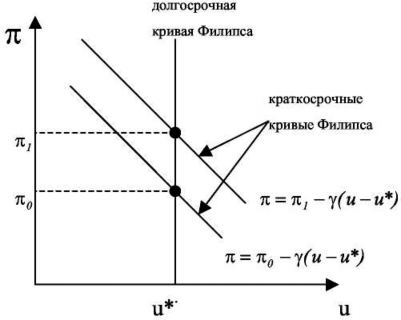 долгосрочная
кривая Филипса
π
краткосрочные
кривые Филипса
π₁
π₀
π = π₁ − γ(u − u*)
π = π₀ − γ(u − u*)
u*
u